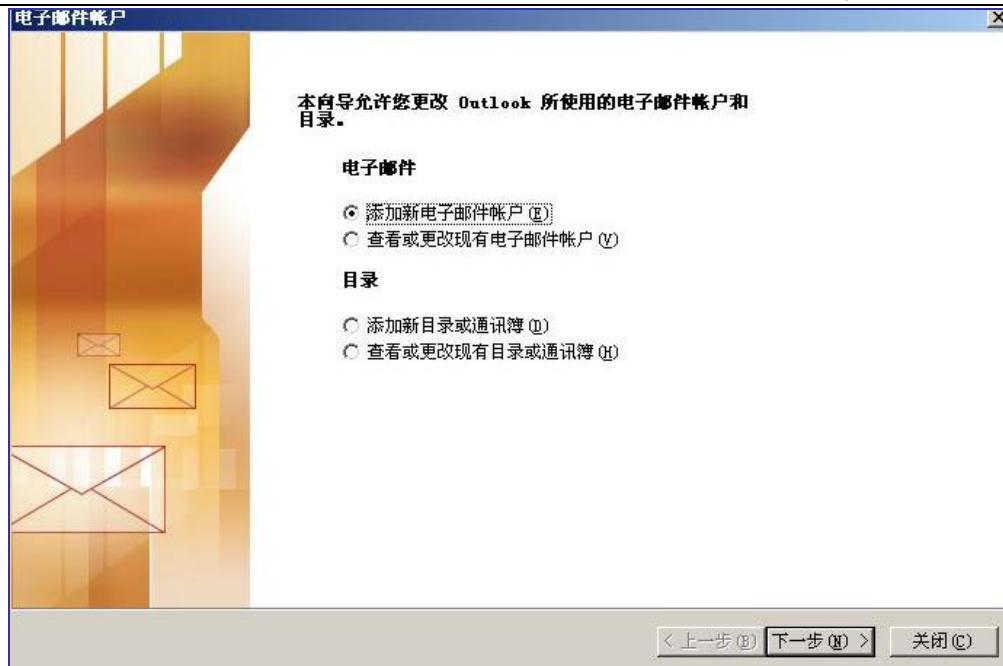 电子邮件帐户
本向导允许您更改 Outlook 所使用的电子邮件帐户和
目录。
电子邮件
添加新电子邮件帐户(E)
查看或更改现有电子邮件帐户(V)
目录
添加新目录或通讯簿(D)
查看或更改现有目录或通讯簿(H)
< 上一步(B) 下一步(N) > 关闭(C)